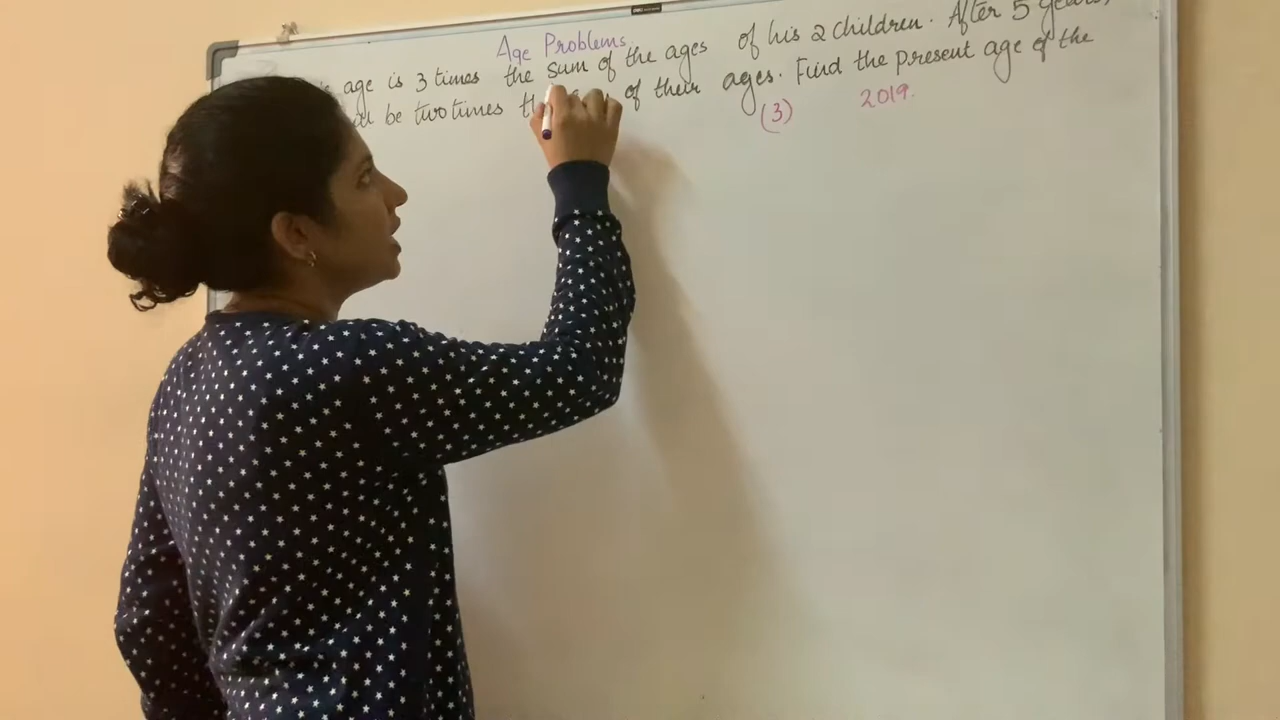 Age Problems.
age is 3 times the sum of the ages of his 2 children. After 5 years,
be two times of their ages. Find the present age of the
(3) 2019.